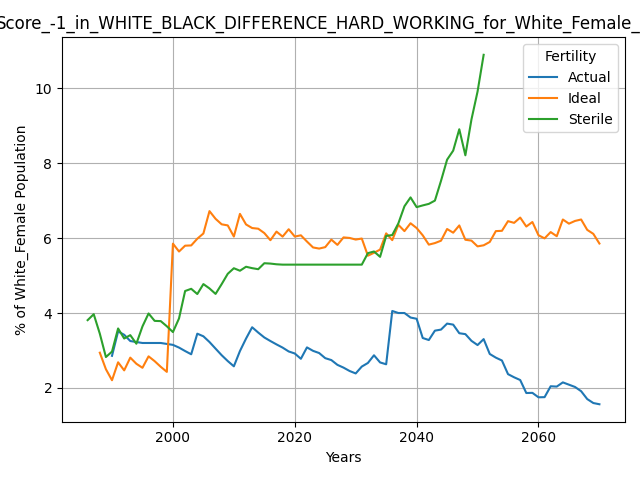 Score_-1_in_WHITE_BLACK_DIFFERENCE_HARD_WORKING_for_White_Female_
% of White_Female Population
10
8
6
4
2
Fertility
Actual
Ideal
Sterile
2000 2020 2040 2060
Years